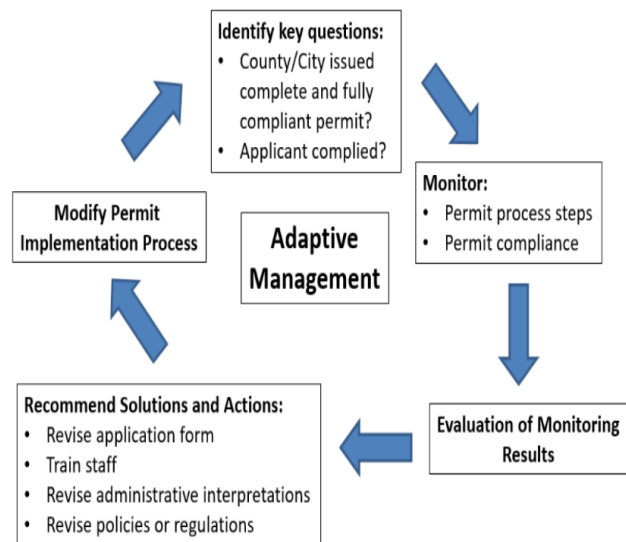 Identify key questions:
• County/City issued
complete and fully
compliant permit?
• Applicant complied?
Monitor:
• Permit process steps
• Permit compliance
Modify Permit
Implementation Process
Adaptive
Management
Recommend Solutions and Actions:
• Revise application form
• Train staff
• Revise administrative interpretations
• Revise policies or regulations
Evaluation of Monitoring
Results